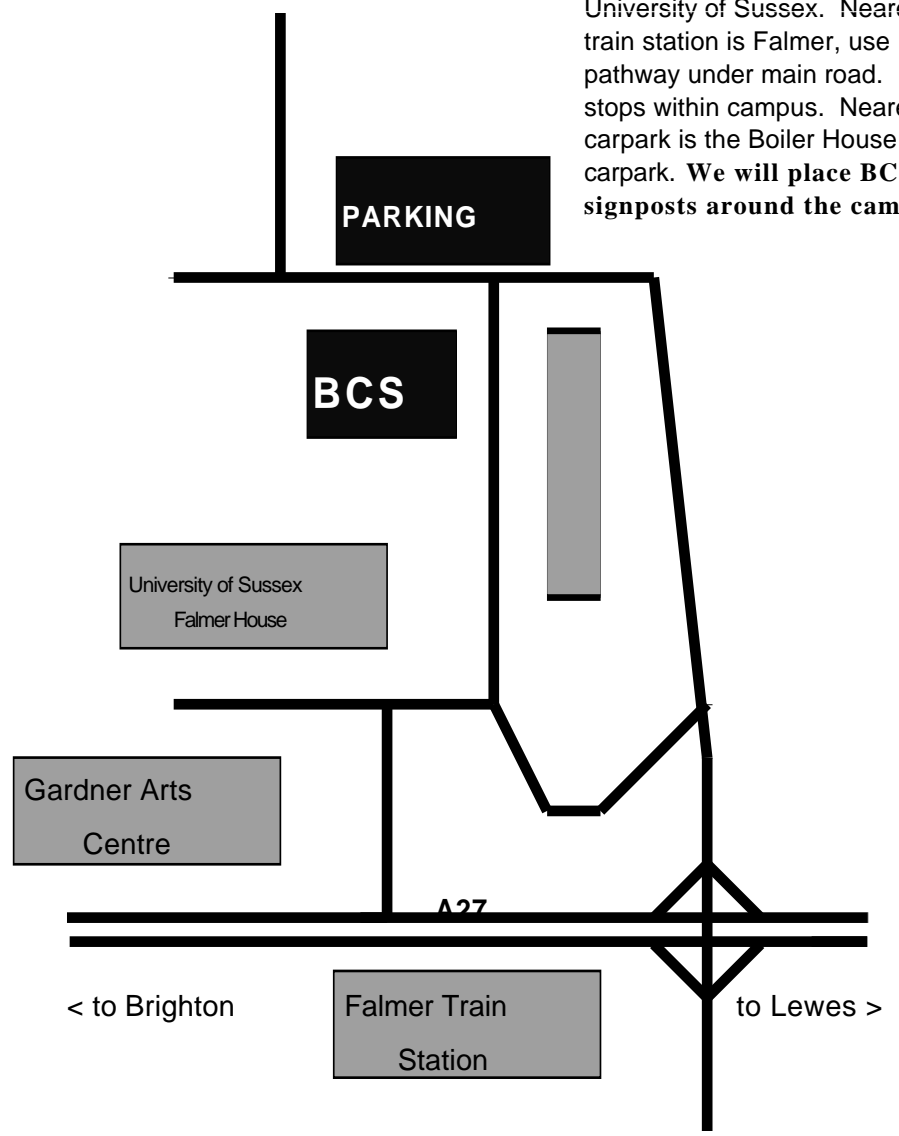 University of Sussex. Neare
train station is Falmer, use
pathway under main road.
stops within campus. Neare
carpark is the Boiler House
carpark. We will place BC
signposts around the cam
PARKING
BCS
University of Sussex
Falmer House
Gardner Arts
Centre
A27
< to Brighton
Falmer Train
Station
to Lewes >